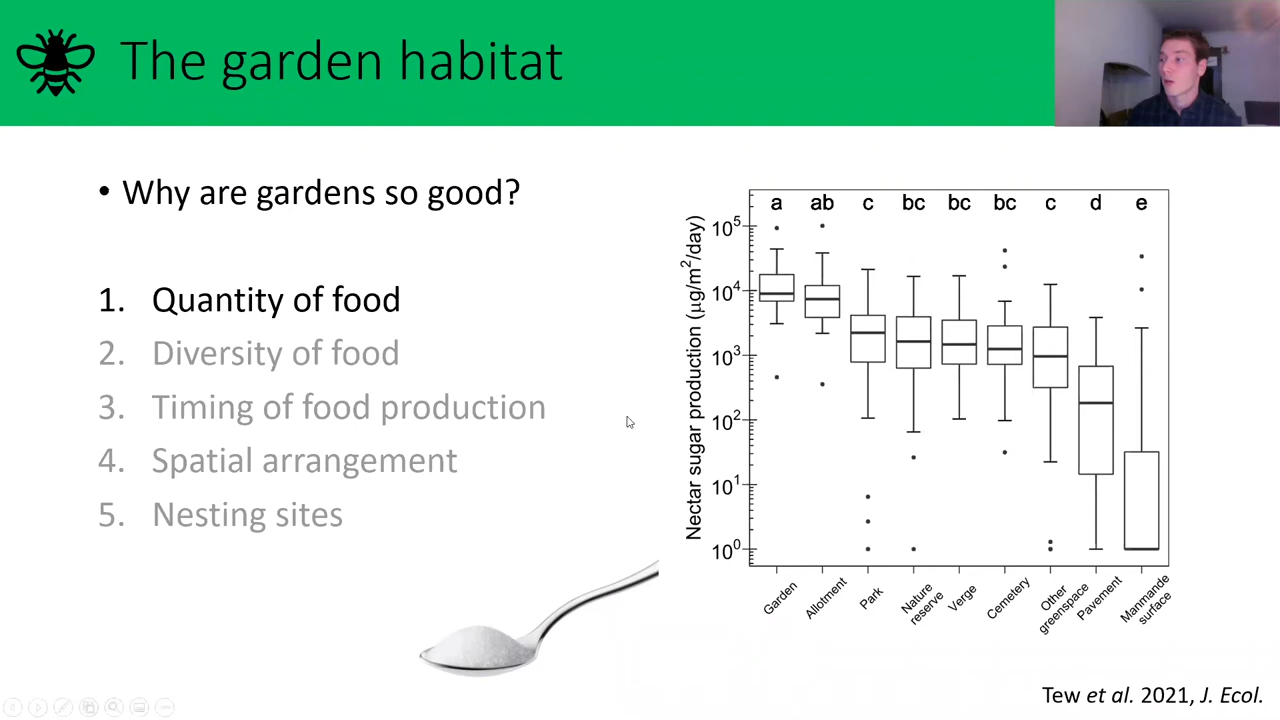 The garden habitat
• Why are gardens so good?
1. Quantity of food
2. Diversity of food
3. Timing of food production
4. Spatial arrangement
5. Nesting sites
Nectar sugar production (µg/m²/day)
a ab c bc bc bc c d e
10⁵
10⁴
10³
10²
10¹
10⁰
Garden
Allotment
Park
Nature
reserve
Verge
Cemetery
Other
greenspace
Pavement
Manmande
surface
Tew et al. 2021, J. Ecol.